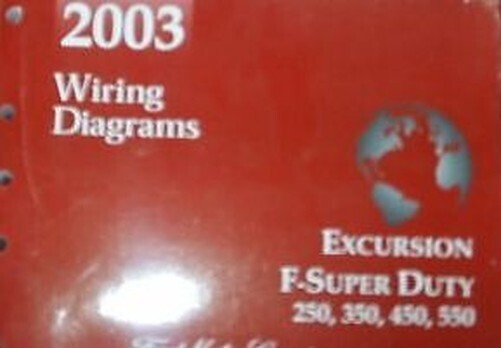 2003
Wiring
Diagrams
EXCURSION
F-SUPER DUTY
250, 350, 450, 550